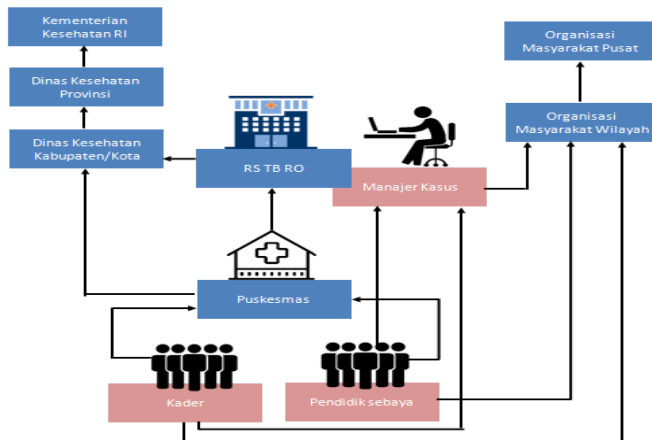 Kementerian
Kesehatan RI
Dinas Kesehatan
Provinsi
Dinas Kesehatan
Kabupaten/Kota
RS TB RO
Manajer Kasus
Organisasi
Masyarakat Pusat
Organisasi
Masyarakat Wilayah
Puskesmas
Kader
Pendidik sebaya